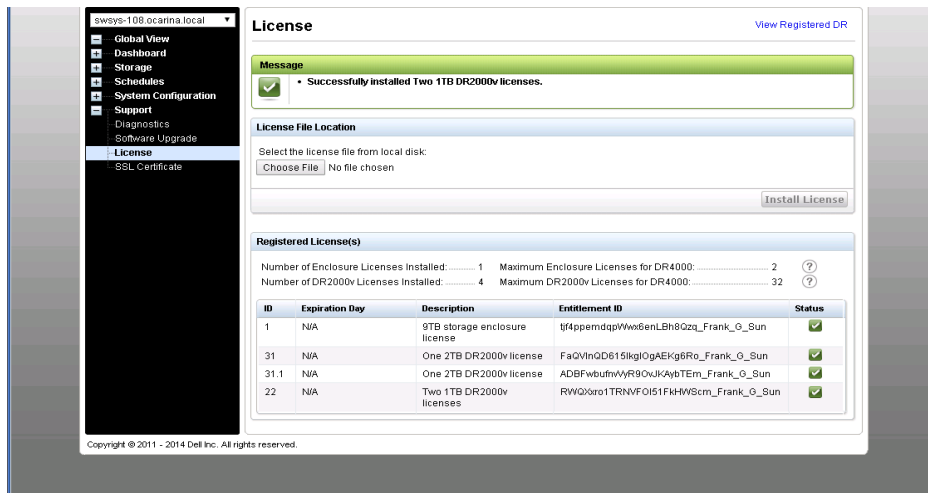 swsys-108.ocarina.local
Global View
Dashboard
Storage
Schedules
System Configuration
Support
Diagnostics
Software Upgrade
License
SSL Certificate
License
View Registered DR
Message
• Successfully installed Two 1TB DR2000v licenses.
License File Location
Select the license file from local disk:
Choose File No file chosen
Install License
Registered License(s)
Number of Enclosure Licenses Installed: 1 Maximum Enclosure Licenses for DR4000: 2 ?
Number of DR2000v Licenses Installed: 4 Maximum DR2000v Licenses for DR4000: 32 ?
ID Expiration Day Description Entitlement ID Status
1 N/A 9TB storage enclosure license
31 N/A One 2TB DR2000v license
31.1 N/A One 2TB DR2000v license
22 N/A Two 1TB DR2000v licenses
Copyright © 2011 - 2014 Dell Inc. All rights reserved.